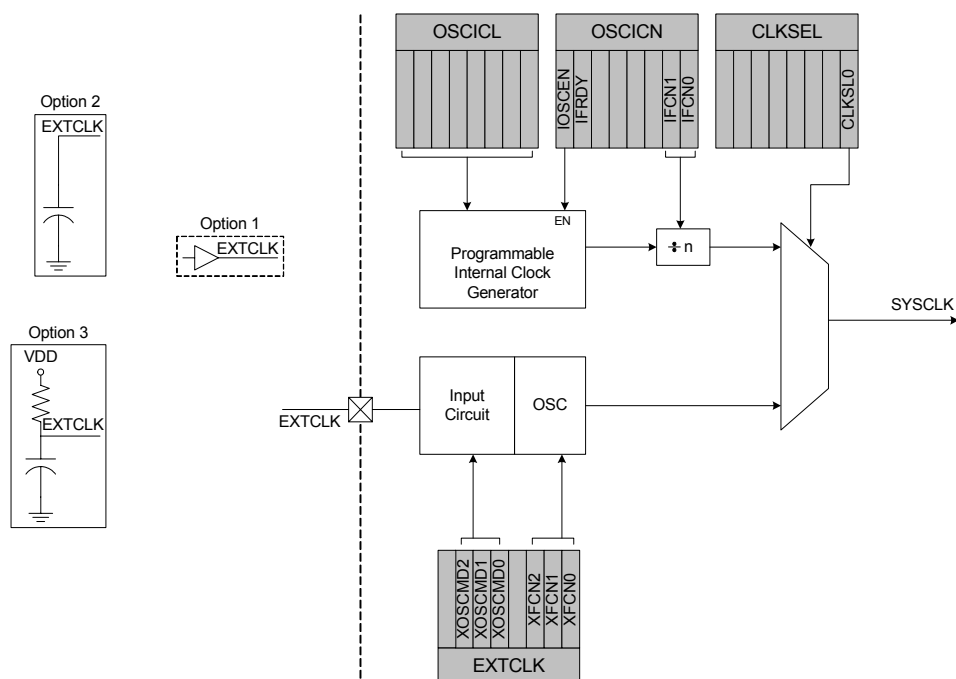 OSCICL
OSCICN
CLKSEL
IOSCEN
IFRDY
IFCN1
IFCN0
CLKSL0
Option 2
EXTCLK
Option 1
EXTCLK
EN
Programmable
Internal Clock
Generator
÷ n
SYSCLK
Option 3
VDD
EXTCLK
EXTCLK
Input
Circuit
OSC
XOSCMD2
XOSCMD1
XOSCMD0
XFCN2
XFCN1
XFCN0
EXTCLK